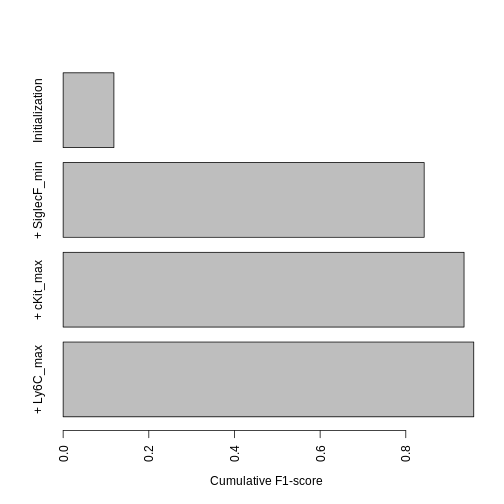 Initialization
+ SiglecF_min
+ cKit_max
+ Ly6C_max
0.0
0.2
0.4
0.6
0.8
Cumulative F1-score